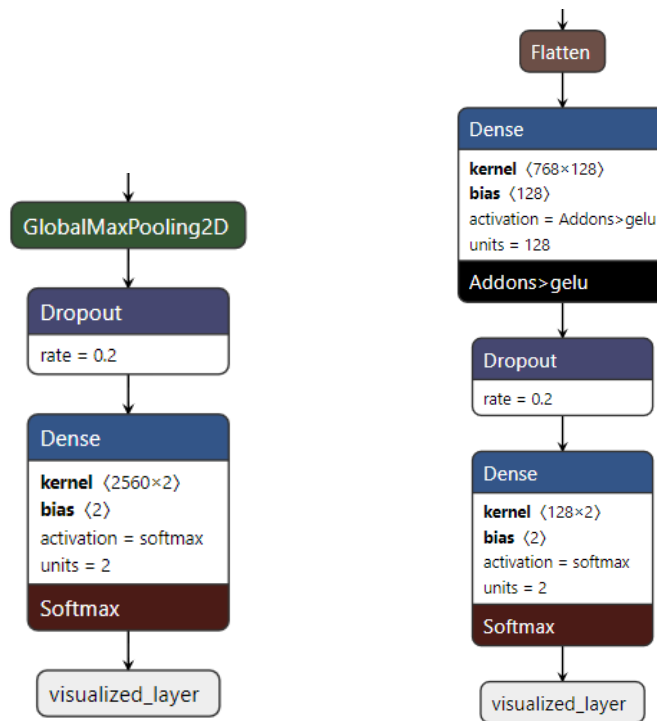 GlobalMaxPooling2D
Dropout
rate = 0.2
Dense
kernel 〈2560×2〉
bias 〈2〉
activation = softmax
units = 2
Softmax
visualized_layer
Flatten
Dense
kernel 〈768×128〉
bias 〈128〉
activation = Addons>gelu
units = 128
Addons>gelu
Dropout
rate = 0.2
Dense
kernel 〈128×2〉
bias 〈2〉
activation = softmax
units = 2
Softmax
visualized_layer